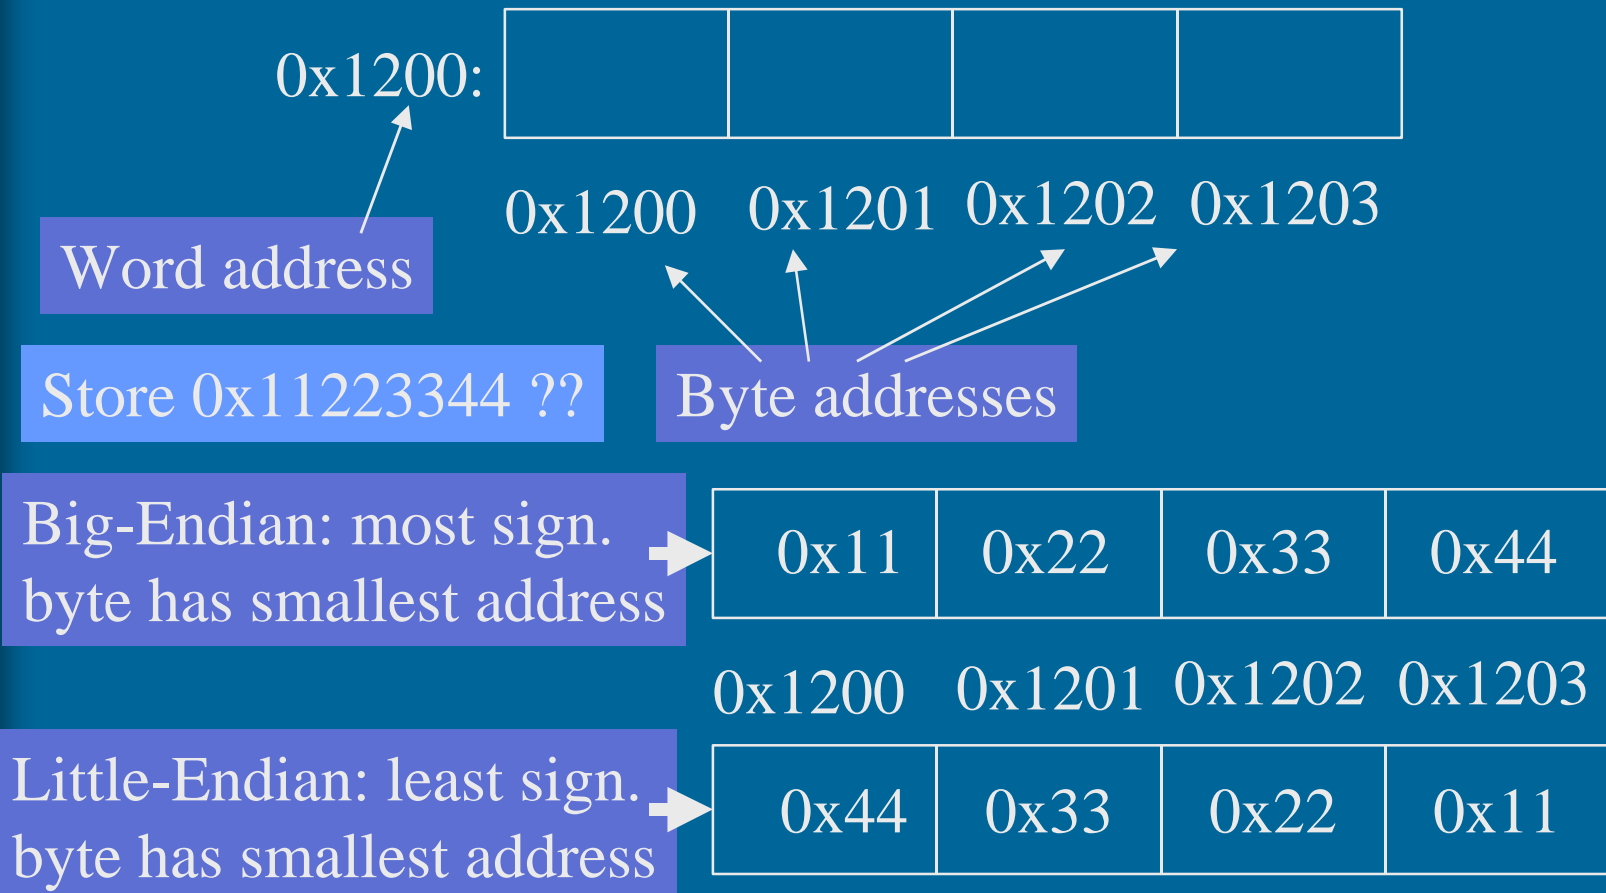 0x1200:
0x1200 0x1201 0x1202 0x1203
Word address
Store 0x11223344 ??
Byte addresses
Big-Endian: most sign.
byte has smallest address
0x11 0x22 0x33 0x44
0x1200 0x1201 0x1202 0x1203
Little-Endian: least sign.
byte has smallest address
0x44 0x33 0x22 0x11